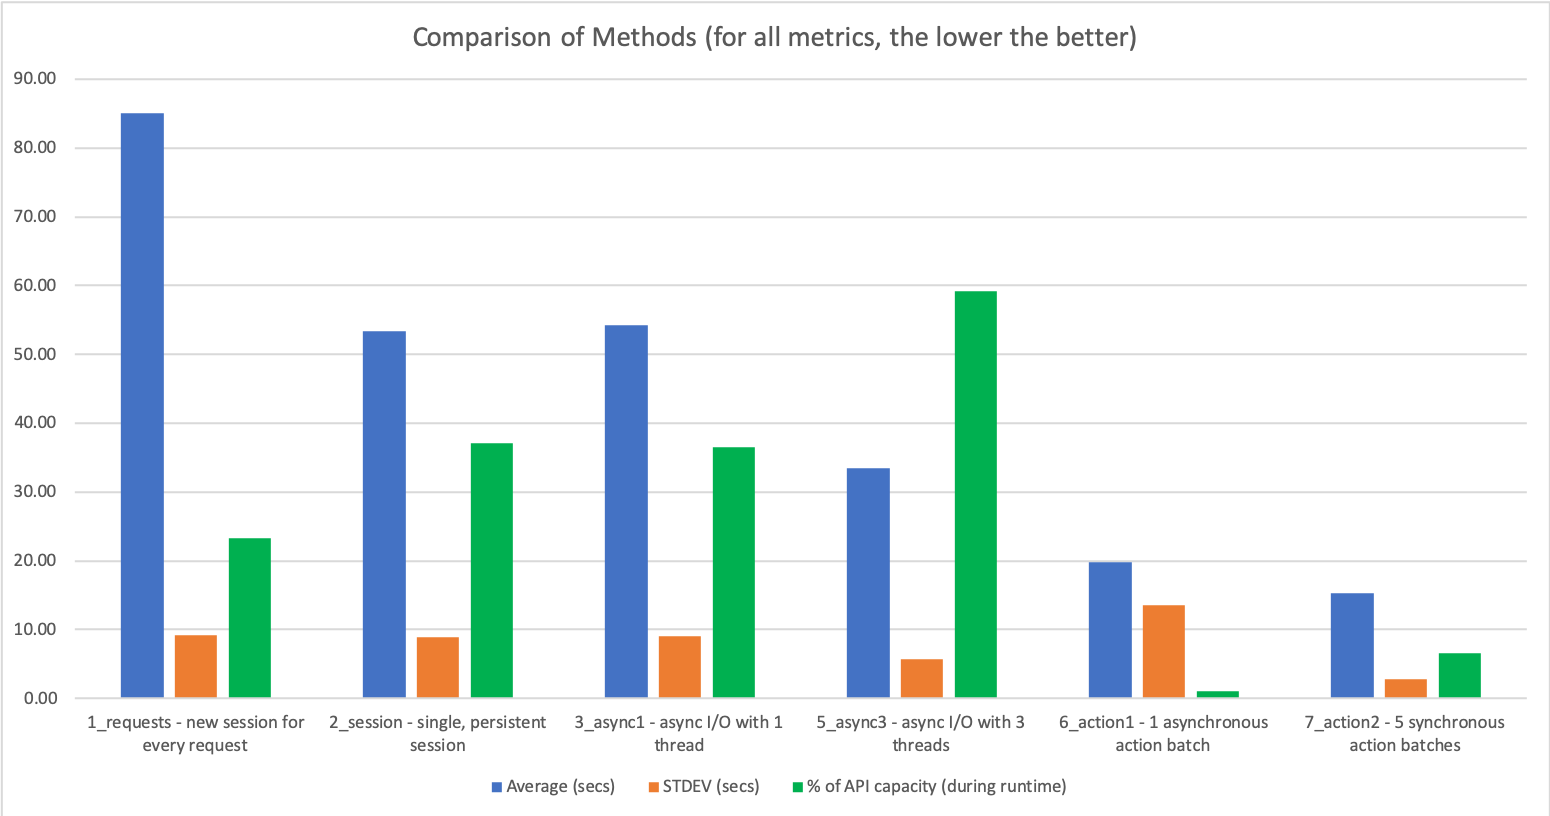 Comparison of Methods (for all metrics, the lower the better)
90.00
80.00
70.00
60.00
50.00
40.00
30.00
20.00
10.00
0.00
1_requests - new session for
every request
2_session - single, persistent
session
3_async1 - async I/O with 1
thread
5_async3 - async I/O with 3
threads
6_action1 - 1 asynchronous
action batch
7_action2 - 5 synchronous
action batches
Average (secs)
STDEV (secs)
% of API capacity (during runtime)